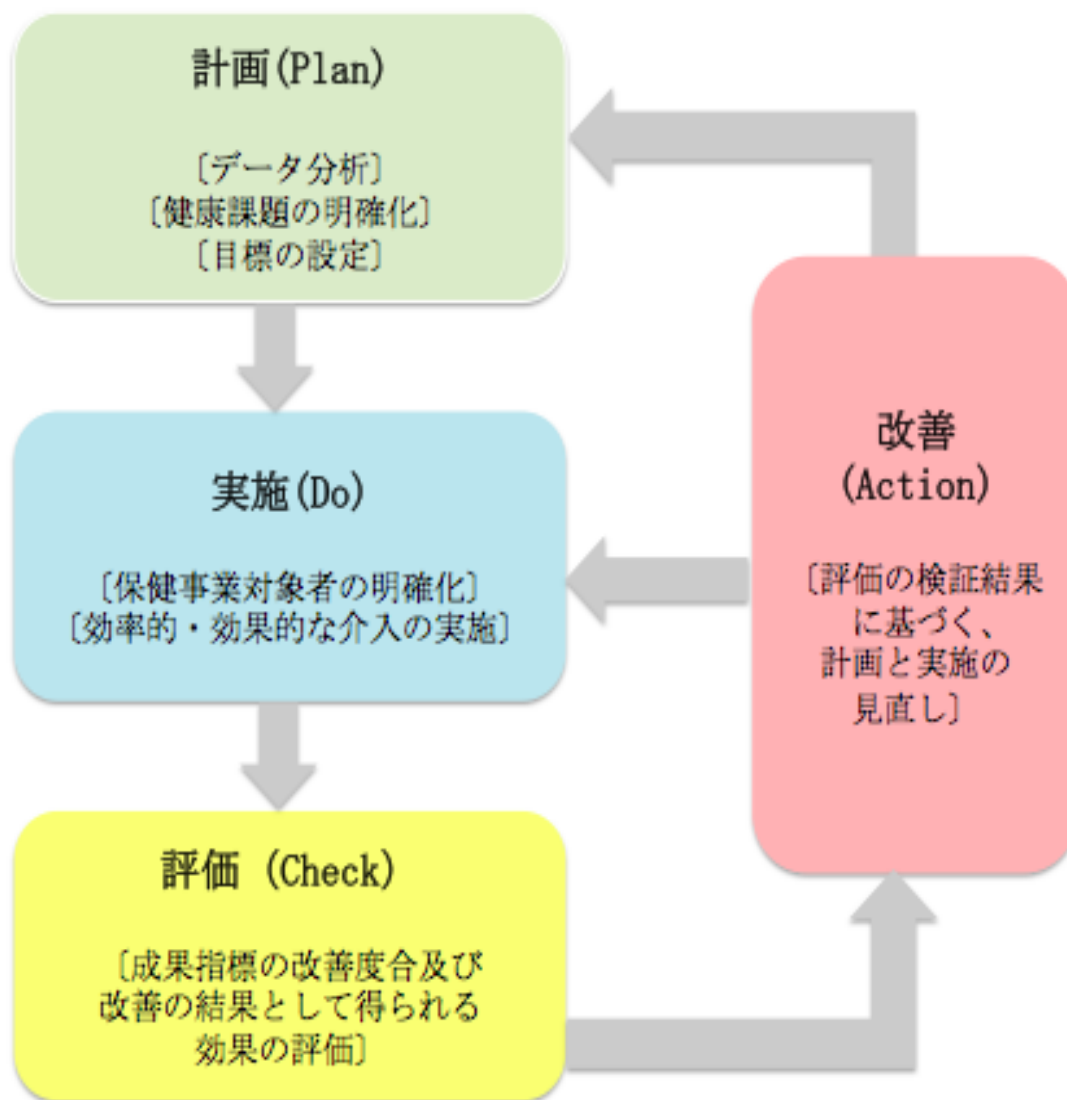 計画(Plan)
〔データ分析〕
〔健康課題の明確化〕
〔目標の設定〕
実施(Do)
〔保健事業対象者の明確化〕
〔効率的・効果的な介入の実施〕
評価 (Check)
〔成果指標の改善度合及び
改善の結果として得られる
効果の評価〕
改善
(Action)
〔評価の検証結果
に基づく、
計画と実施の
見直し〕